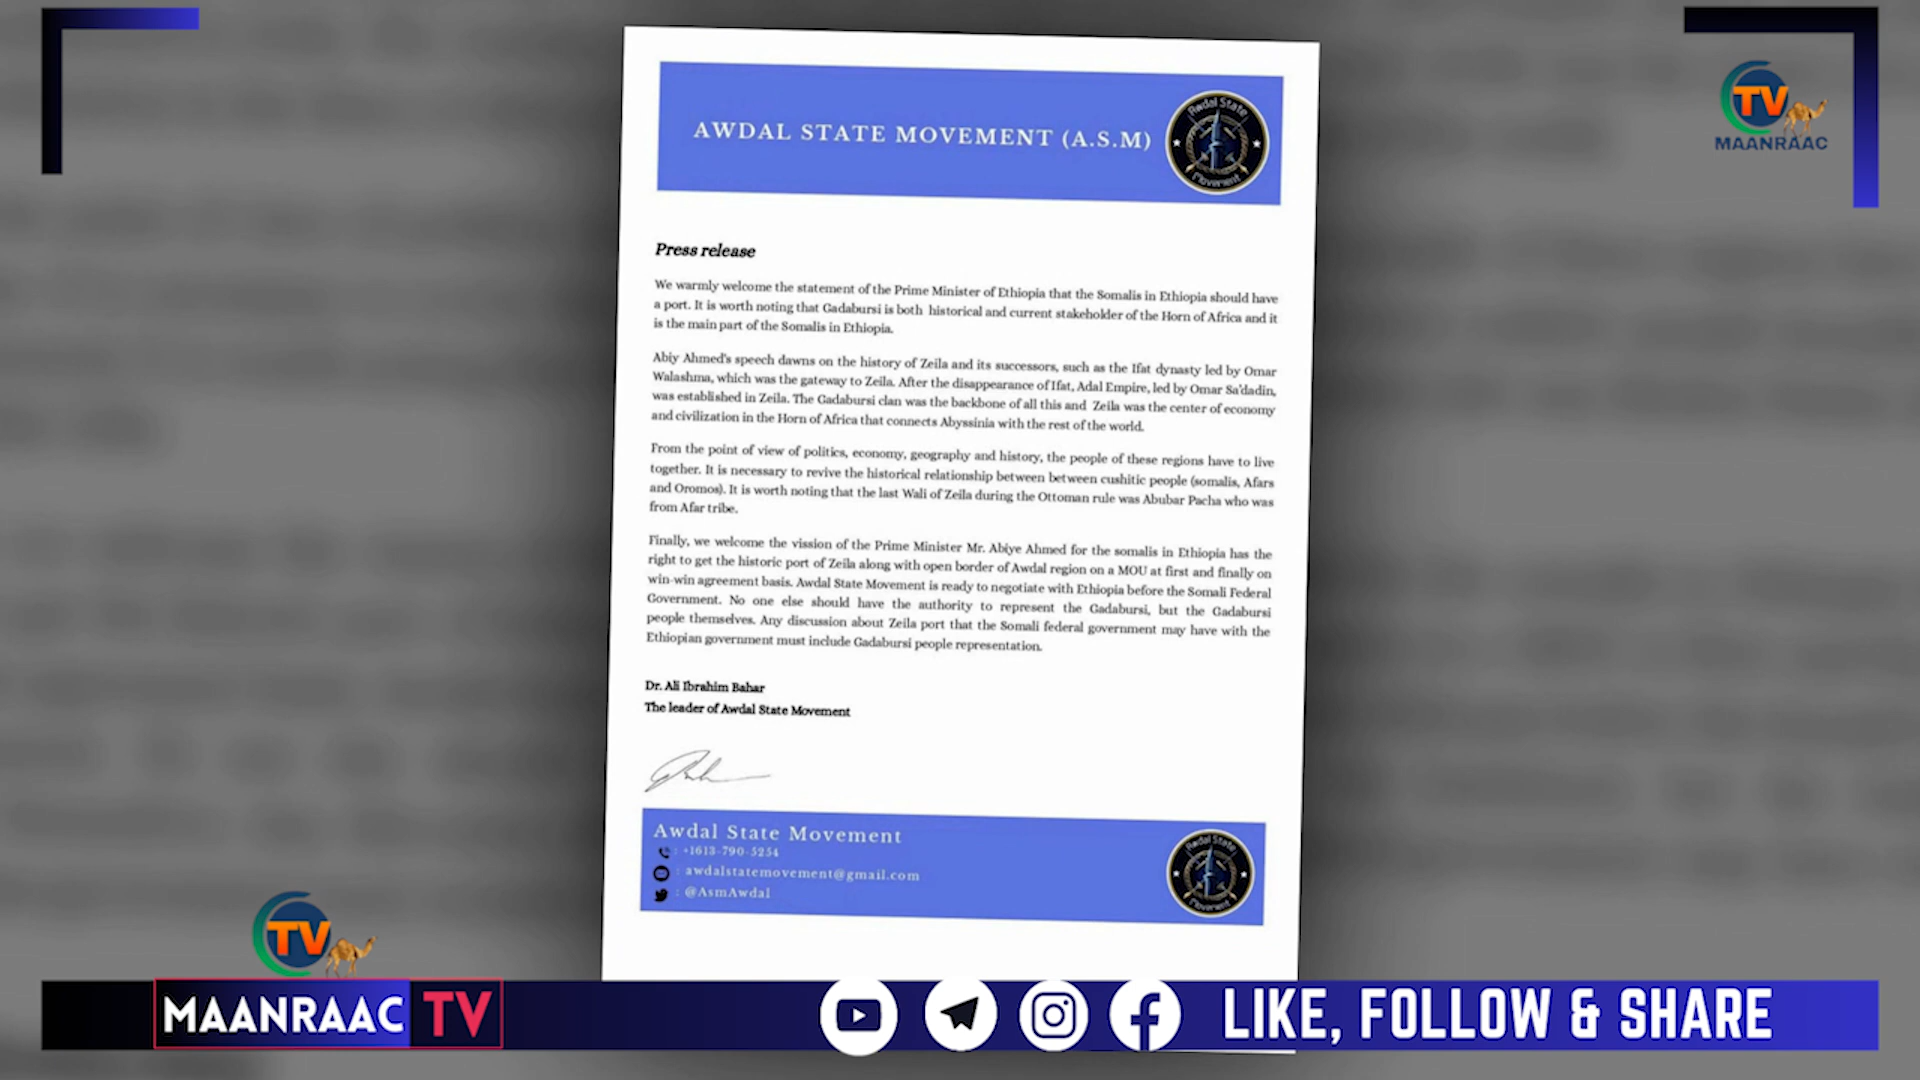 TV
MAANRAAC
AWDAL STATE MOVEMENT (A.S.M)
Awdal State
Movement
Press release
We warmly welcome the statement of the Prime Minister of Ethiopia that the Somalis in Ethiopia should have
a port. It is worth noting that Gadabursi is both historical and current stakeholder of the Horn of Africa and it
is the main part of the Somalis in Ethiopia.
Abiy Ahmed's speech dawns on the history of Zeila and its successors, such as the Ifat dynasty led by Omar
Walashma, which was the gateway to Zeila. After the disappearance of Ifat, Adal Empire, led by Omar Sa'dadin,
was established in Zeila. The Gadabursi clan was the backbone of all this and Zeila was the center of economy
and civilization in the Horn of Africa that connects Abyssinia with the rest of the world.
From the point of view of politics, economy, geography and history, the people of these regions have to live
together. It is necessary to revive the historical relationship between between cushitic people (somalis, Afars
and Oromos). It is worth noting that the last Wali of Zeila during the Ottoman rule was Abubar Pacha who was
from Afar tribe.
Finally, we welcome the vission of the Prime Minister Mr. Abiye Ahmed for the somalis in Ethiopia has the
right to get the historic port of Zeila along with open border of Awdal region on a MOU at first and finally on
win-win agreement basis. Awdal State Movement is ready to negotiate with Ethiopia before the Somali Federal
Government. No one else should have the authority to represent the Gadabursi, but the Gadabursi
people themselves. Any discussion about Zeila port that the Somali federal government may have with the
Ethiopian government must include Gadabursi people representation.
Dr. Ali Ibrahim Bahar
The leader of Awdal State Movement
Awdal State Movement
: +1613-790-5254
: awdalstatemovement@gmail.com
: @AsmAwdal
Awdal State
Movement
TV
MAANRAAC TV
LIKE, FOLLOW & SHARE